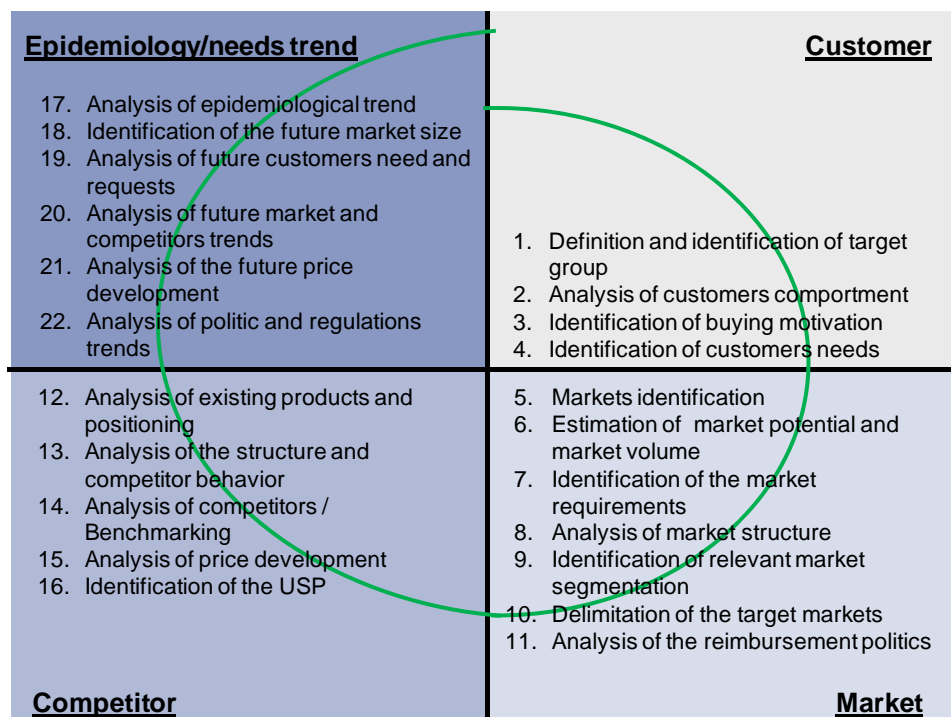 Epidemiology/needs trend
17. Analysis of epidemiological trend
18. Identification of the future market size
19. Analysis of future customers need and
requests
20. Analysis of future market and
competitors trends
21. Analysis of the future price
development
22. Analysis of politic and regulations
trends
Customer
1. Definition and identification of target
group
2. Analysis of customers comportment
3. Identification of buying motivation
4. Identification of customers needs
12. Analysis of existing products and
positioning
13. Analysis of the structure and
competitor behavior
14. Analysis of competitors /
Benchmarking
15. Analysis of price development
16. Identification of the USP
Competitor
5. Markets identification
6. Estimation of market potential and
market volume
7. Identification of the market
requirements
8. Analysis of market structure
9. Identification of relevant market
segmentation
10. Delimitation of the target markets
11. Analysis of the reimbursement politics
Market